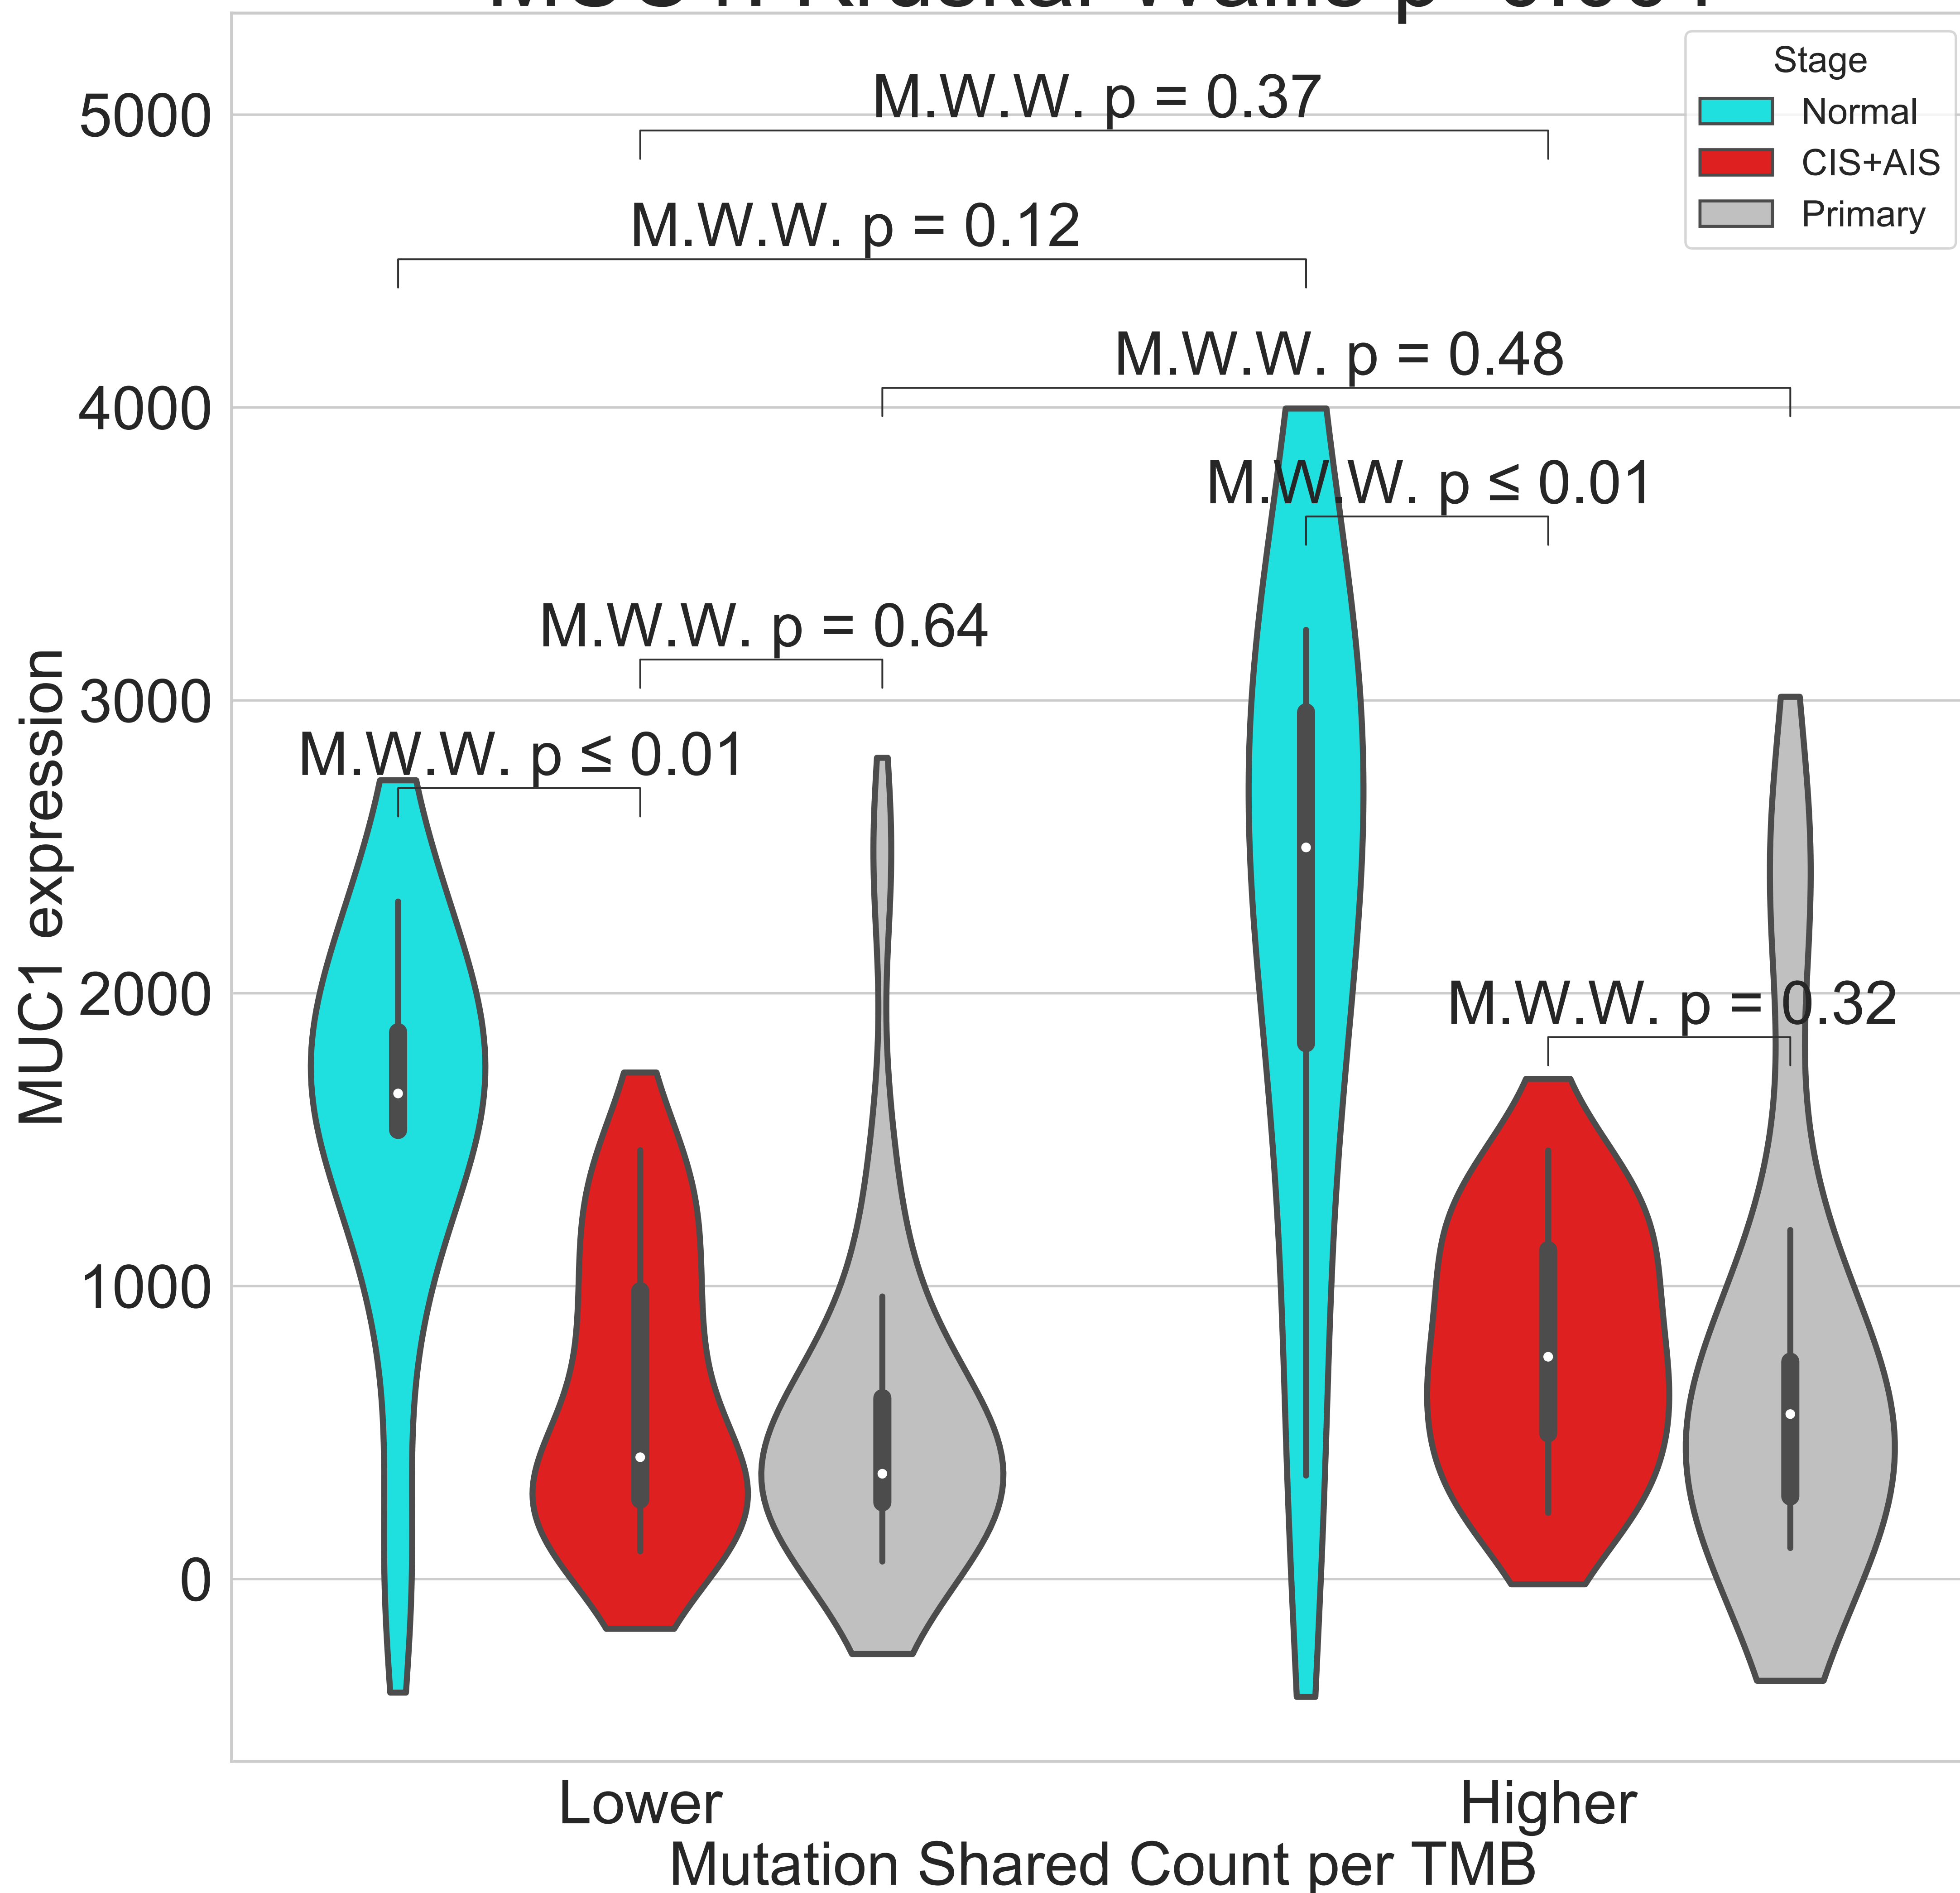 Stage
Normal
CIS+AIS
Primary
M.W.W. p = 0.37
M.W.W. p = 0.12
M.W.W. p = 0.48
M.W.W. p ≤ 0.01
M.W.W. p = 0.64
M.W.W. p ≤ 0.01
M.W.W. p = 0.32
5000
4000
3000
2000
1000
0
MUC1 expression
Lower
Higher
Mutation Shared Count per TMB